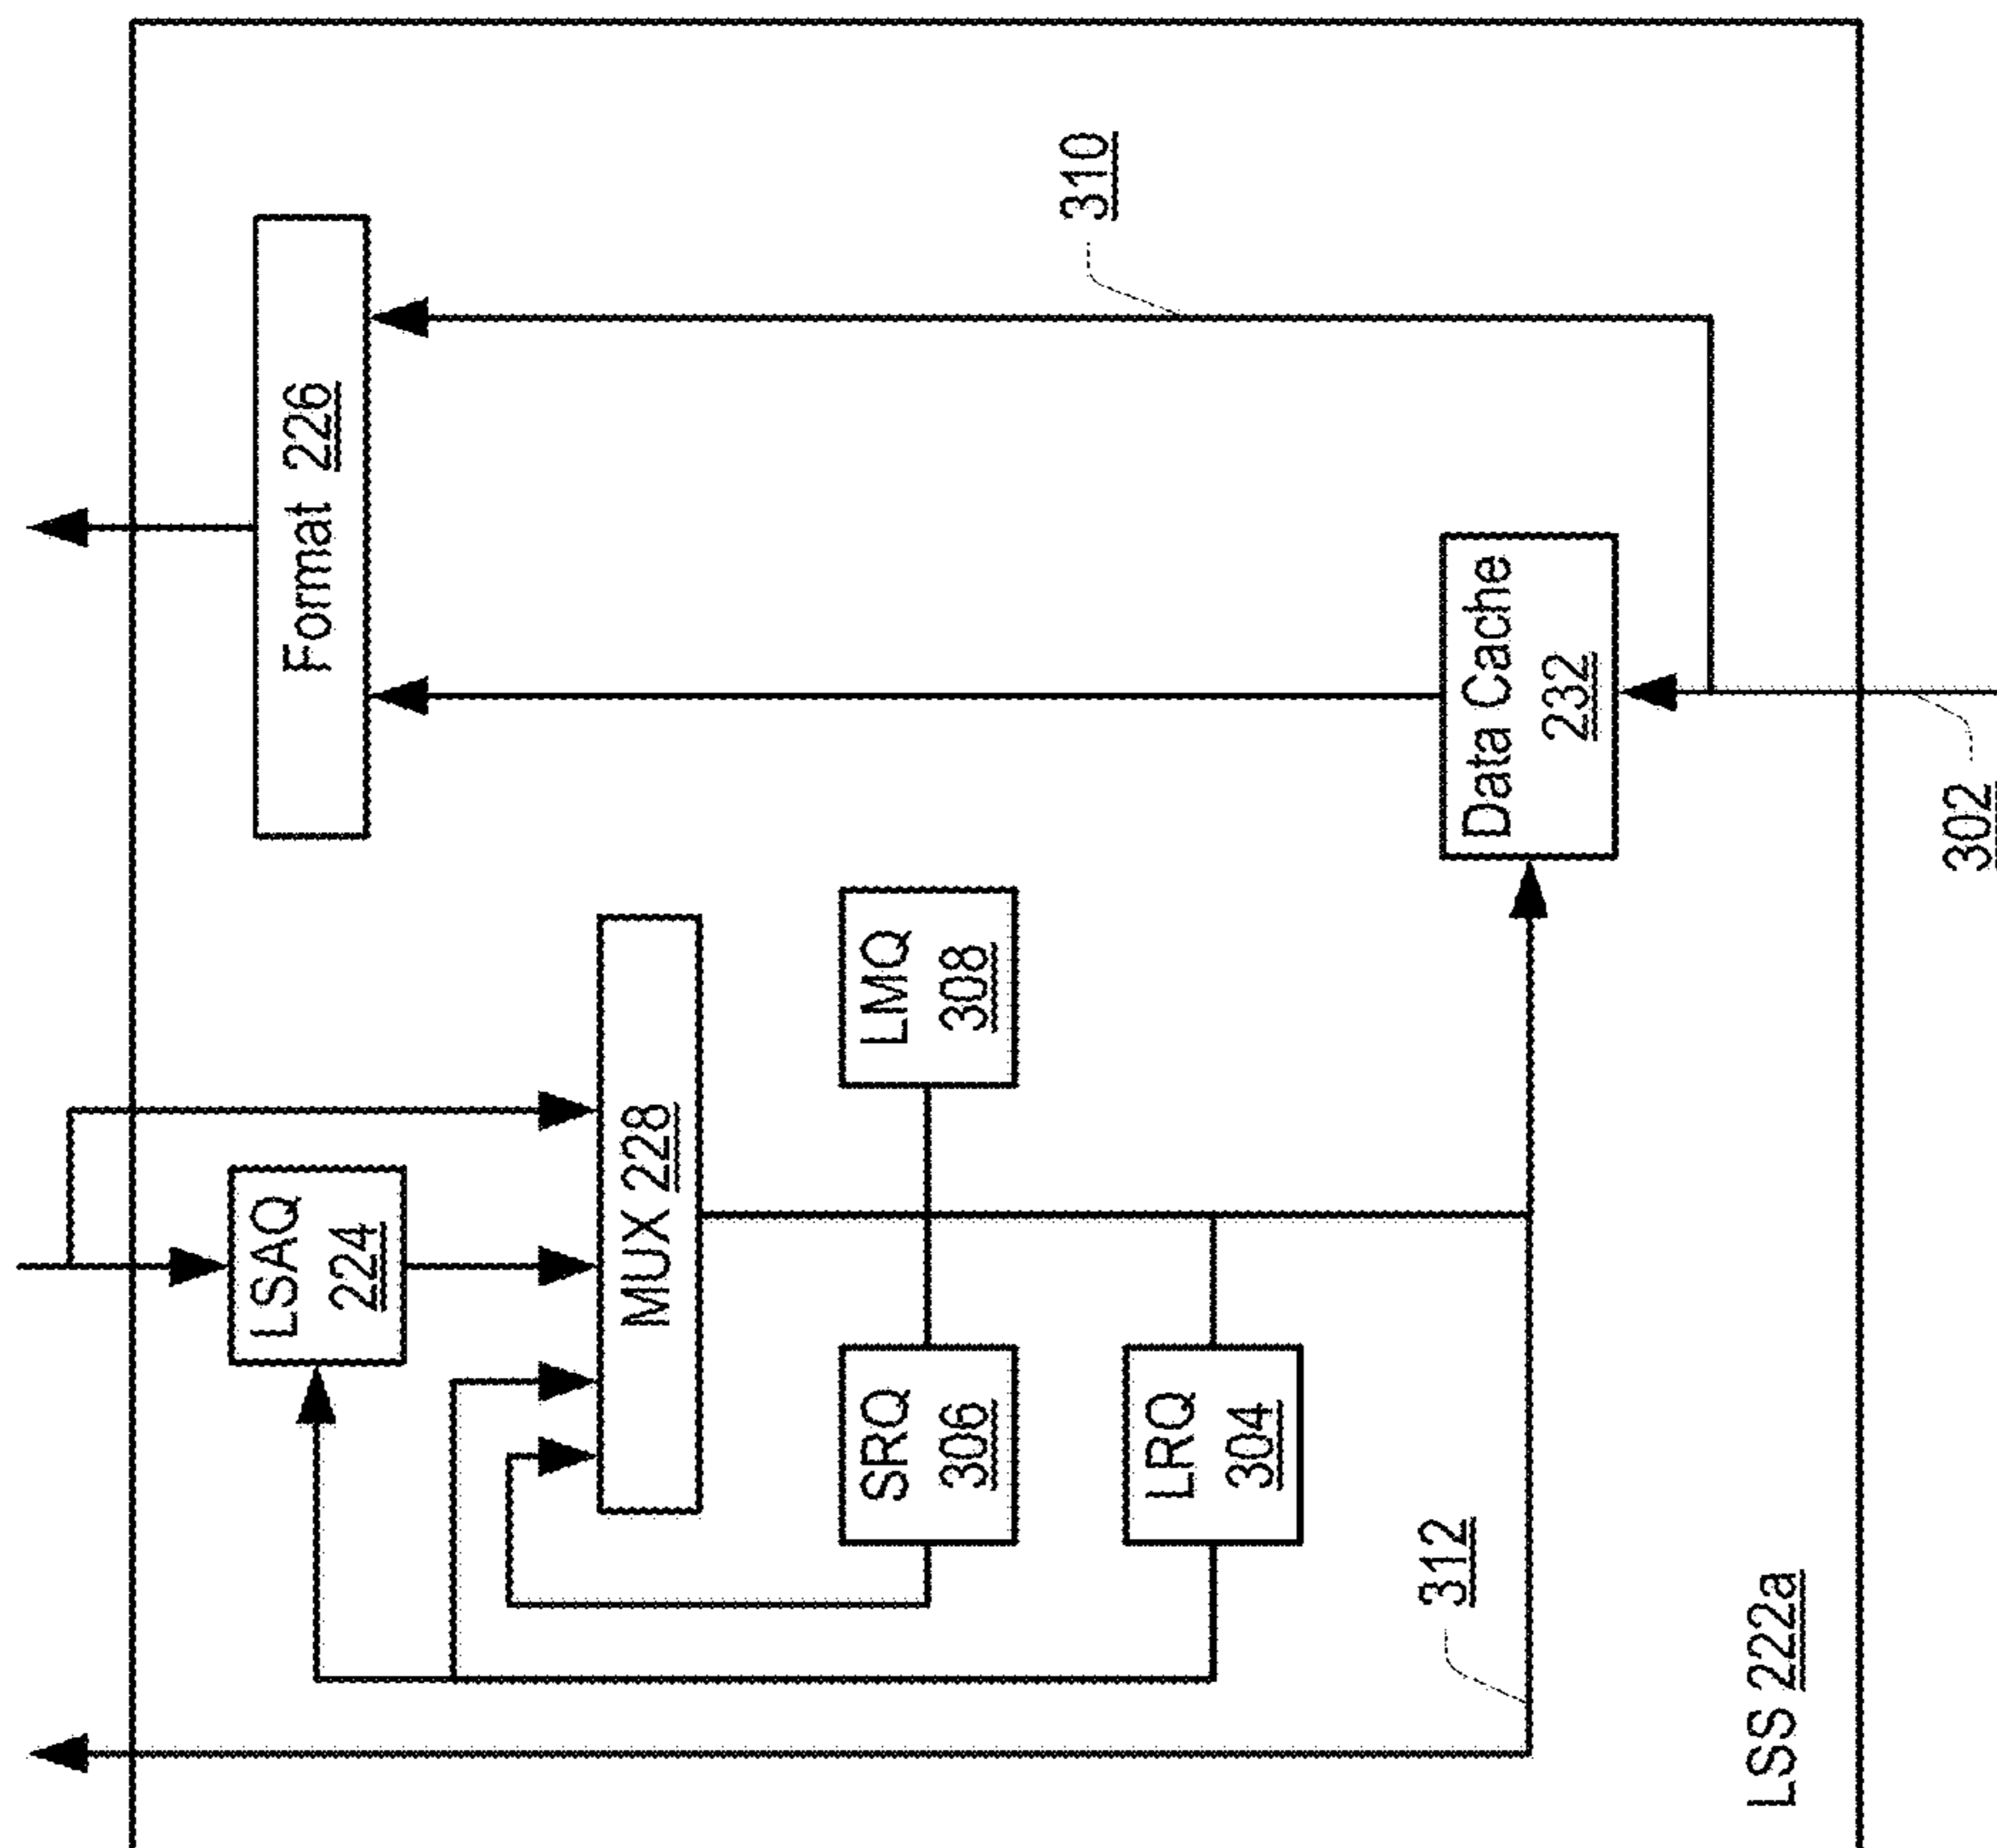 Format 226
310
LSAQ
224
MUX 228
LMQ
308
SRQ
306
LRQ
304
Data Cache
232
312
302
LSS 222a